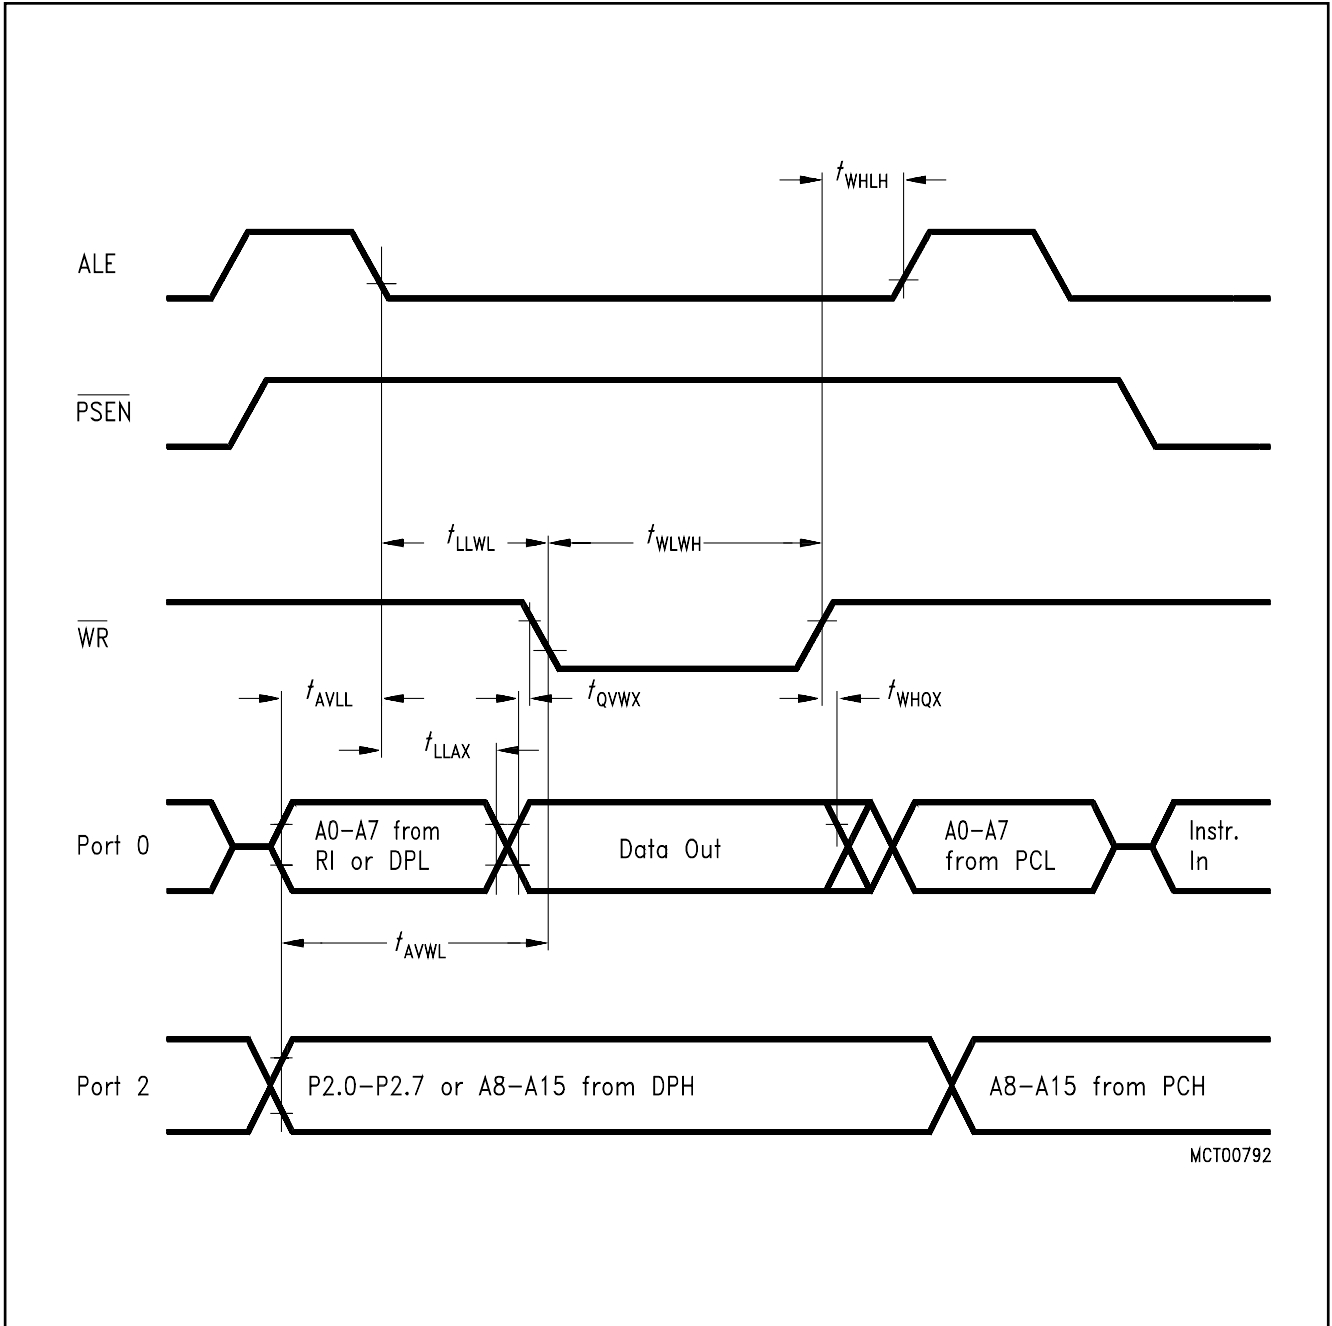 tWHLH
ALE
PSEN
tLLWL
tWLWH
WR
tAVLL
tQVWX
tWHQX
tLLAX
Port 0
A0-A7 from
RI or DPL
Data Out
A0-A7
from PCL
Instr.
In
tAVWL
Port 2
P2.0-P2.7 or A8-A15 from DPH
A8-A15 from PCH
MCT00792